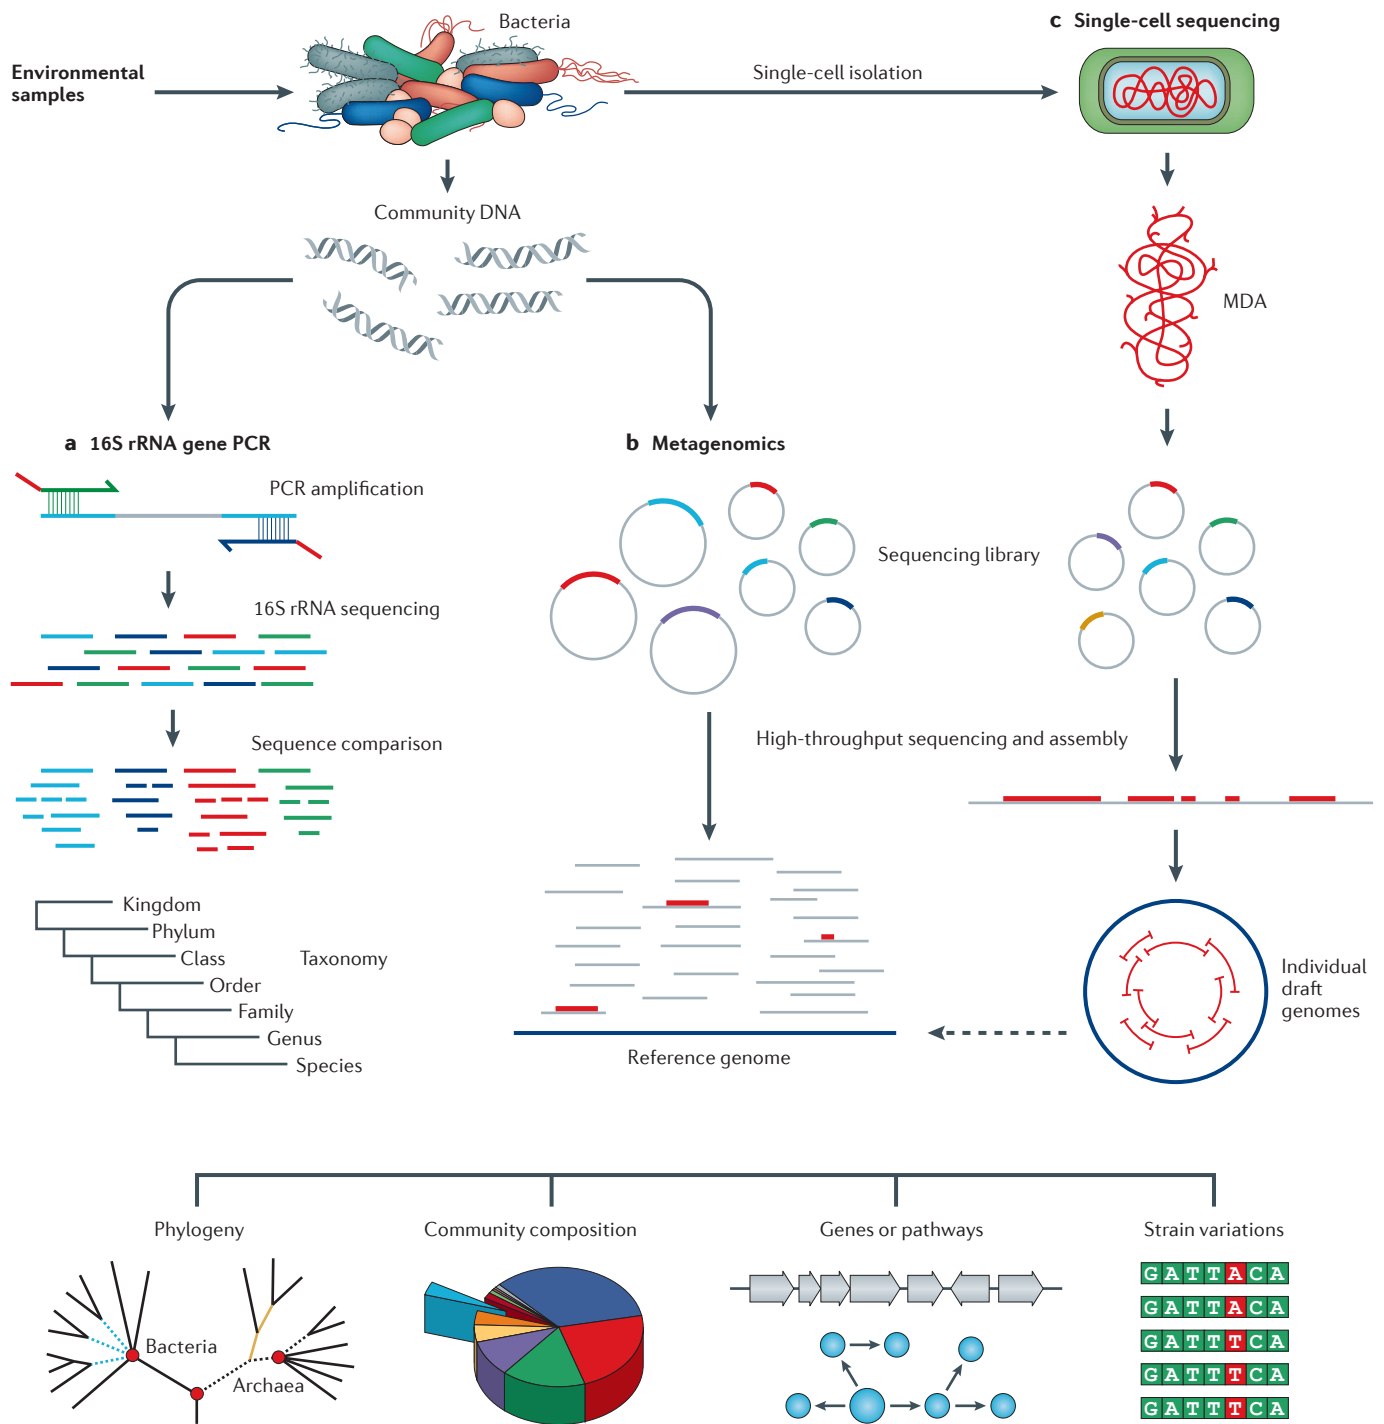 Bacteria
c Single-cell sequencing
Environmental
samples
Single-cell isolation
Community DNA
MDA
a 16S rRNA gene PCR
b Metagenomics
PCR amplification
Sequencing library
16S rRNA sequencing
Sequence comparison
High-throughput sequencing and assembly
Kingdom
Phylum
Class
Order
Family
Genus
Species
Taxonomy
Individual
draft
genomes
Reference genome
Phylogeny
Community composition
Genes or pathways
Strain variations
Bacteria
Archaea
GATTACA
GATTACA
GATTTCA
GATTTCA
GATTTCA